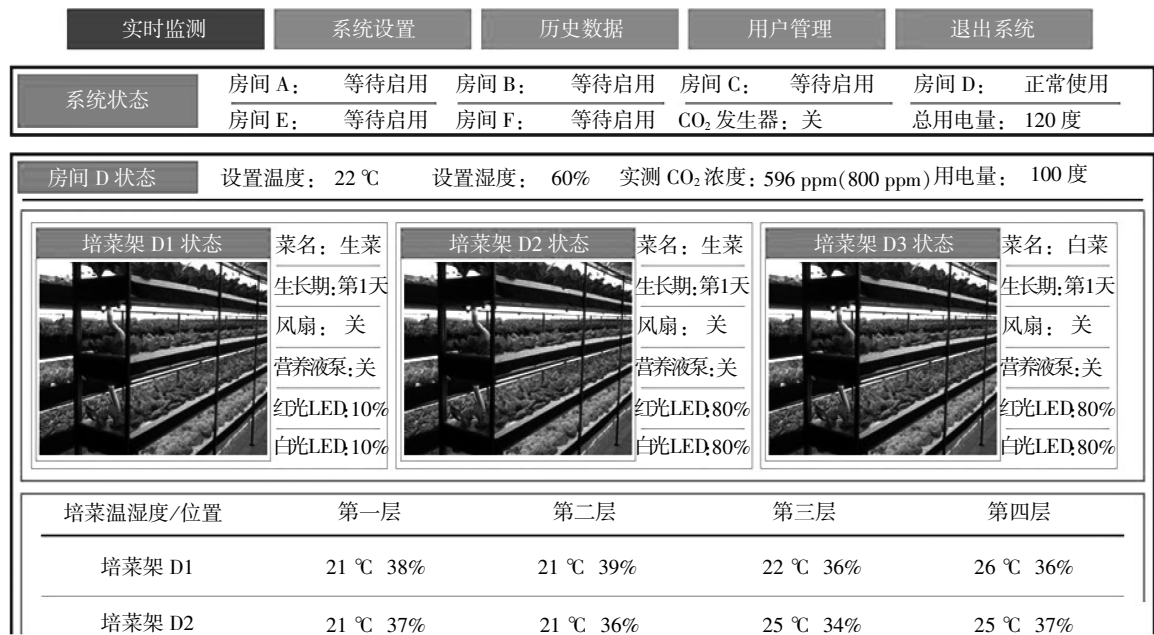 实时监测 系统设置 历史数据 用户管理 退出系统
系统状态
房间 A： 等待启用 房间 B： 等待启用 房间 C： 等待启用 房间 D： 正常使用
房间 E： 等待启用 房间 F： 等待启用 CO₂ 发生器：关 总用电量：120 度
房间 D 状态 设置温度：22 ℃ 设置湿度：60% 实测 CO₂ 浓度：596 ppm(800 ppm) 用电量：100 度
培菜架 D1 状态
菜名：生菜
生长期:第1天
风扇：关
营养液泵:关
红光LED:10%
白光LED:10%
培菜架 D2 状态
菜名：生菜
生长期:第1天
风扇：关
营养液泵:关
红光LED:80%
白光LED:80%
培菜架 D3 状态
菜名：白菜
生长期:第1天
风扇：关
营养液泵:关
红光LED:80%
白光LED:80%
培菜温湿度/位置 第一层 第二层 第三层 第四层
培菜架 D1 21 ℃ 38% 21 ℃ 39% 22 ℃ 36% 26 ℃ 36%
培菜架 D2 21 ℃ 37% 21 ℃ 36% 25 ℃ 34% 25 ℃ 37%